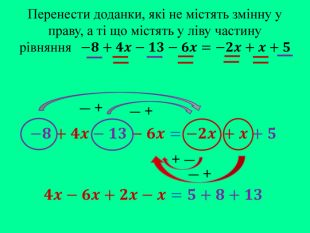 Перенести доданки, які не містять змінну у
праву, а ті що містять у ліву частину
рівняння −8 + 4x − 13 − 6x = −2x + x + 5
— + — +
−8 + 4x − 13 − 6x = −2x + x + 5
+ —
— +
4x − 6x + 2x − x = 5 + 8 + 13